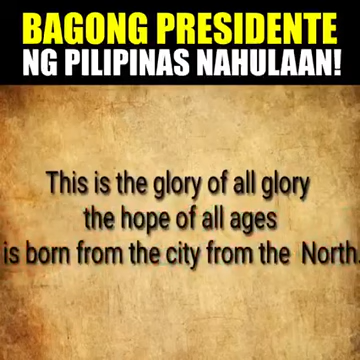 BAGONG PRESIDENTE
NG PILIPINAS NAHULAAN!
This is the glory of all glory
the hope of all ages
is born from the city from the North.